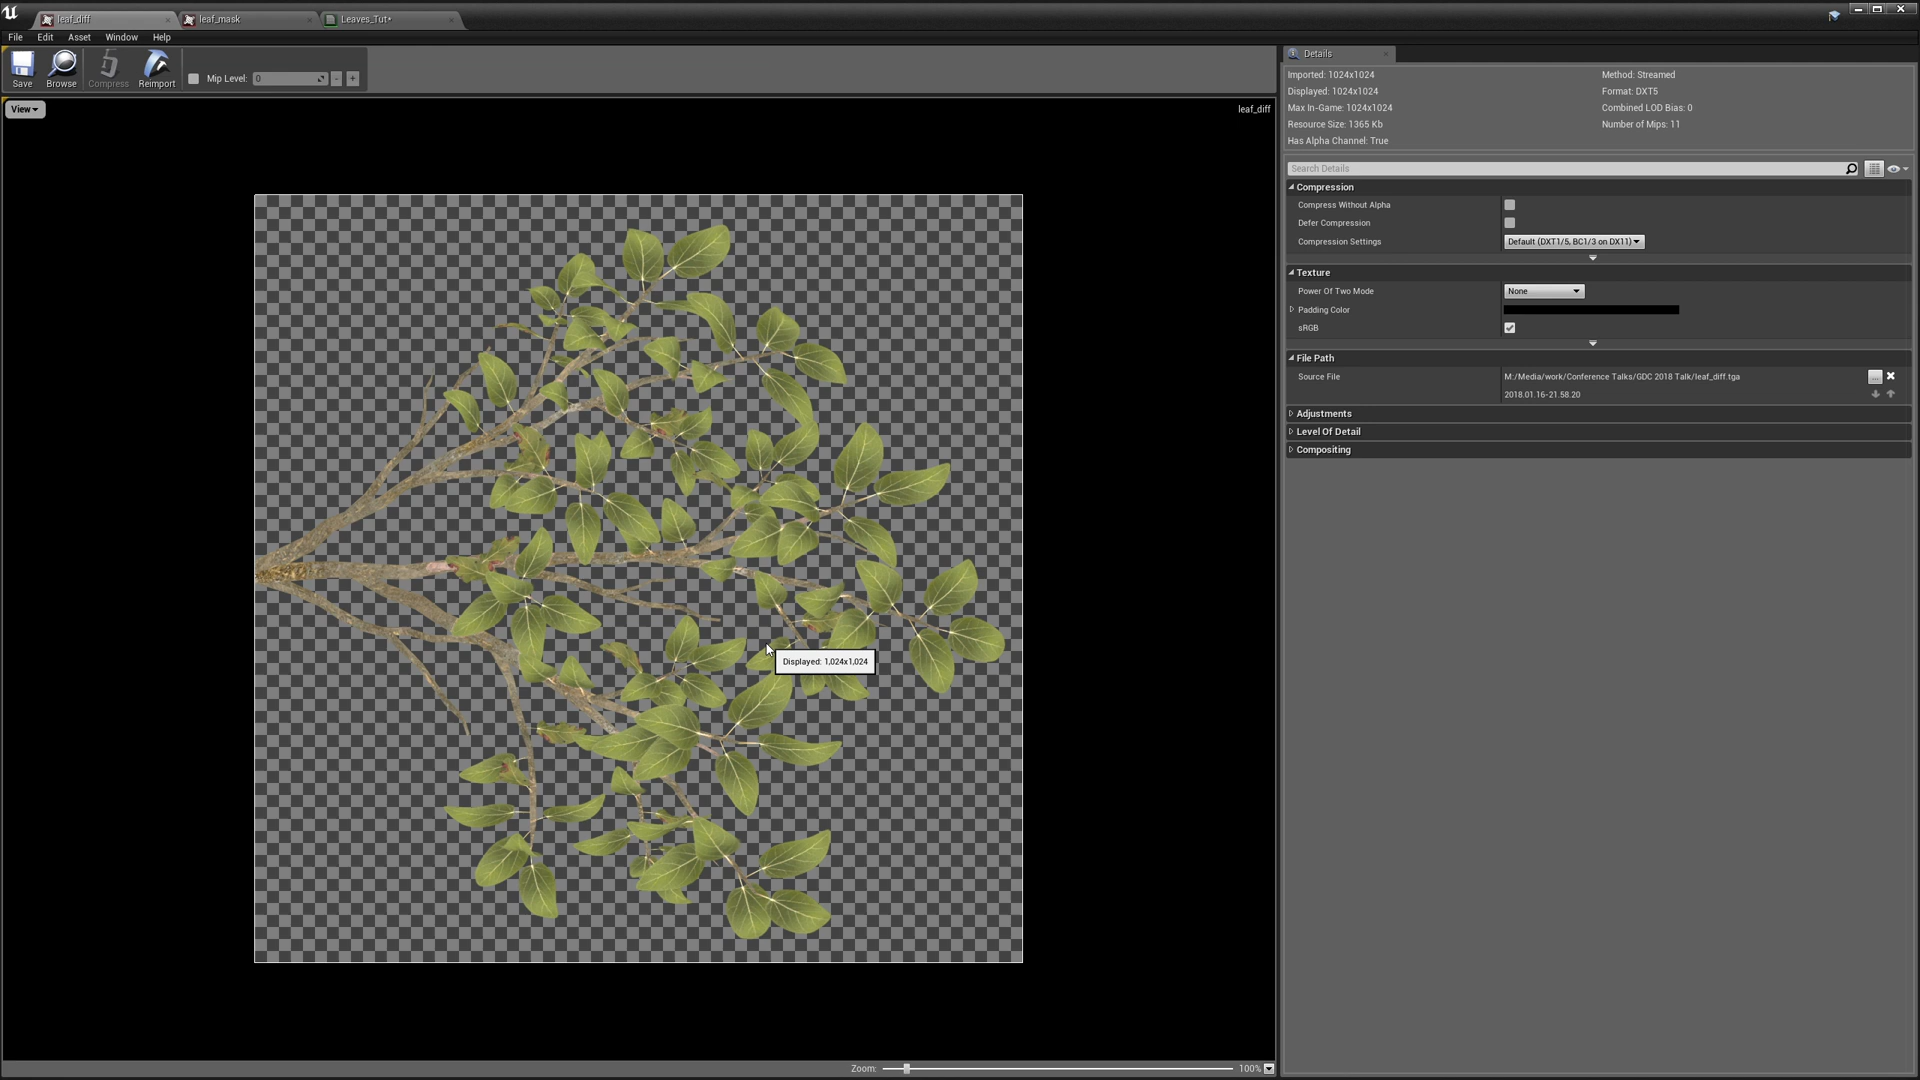 leaf_diff
leaf_mask
Leaves_Tut*
File Edit Asset Window Help
Save Browse Compress Reimport Mip Level: 0 - +
View
leaf_diff
Displayed: 1,024x1,024
Zoom: 100%
Details
Imported: 1024x1024 Method: Streamed
Displayed: 1024x1024 Format: DXT5
Max In-Game: 1024x1024 Combined LOD Bias: 0
Resource Size: 1365 Kb Number of Mips: 11
Has Alpha Channel: True
Search Details
Compression
Compress Without Alpha
Defer Compression
Compression Settings Default (DXT1/5, BC1/3 on DX11)
Texture
Power Of Two Mode None
Padding Color
sRGB
File Path
Source File M:/Media/work/Conference Talks/GDC 2018 Talk/leaf_diff.tga ...
2018.01.16-21.58.20
Adjustments
Level Of Detail
Compositing